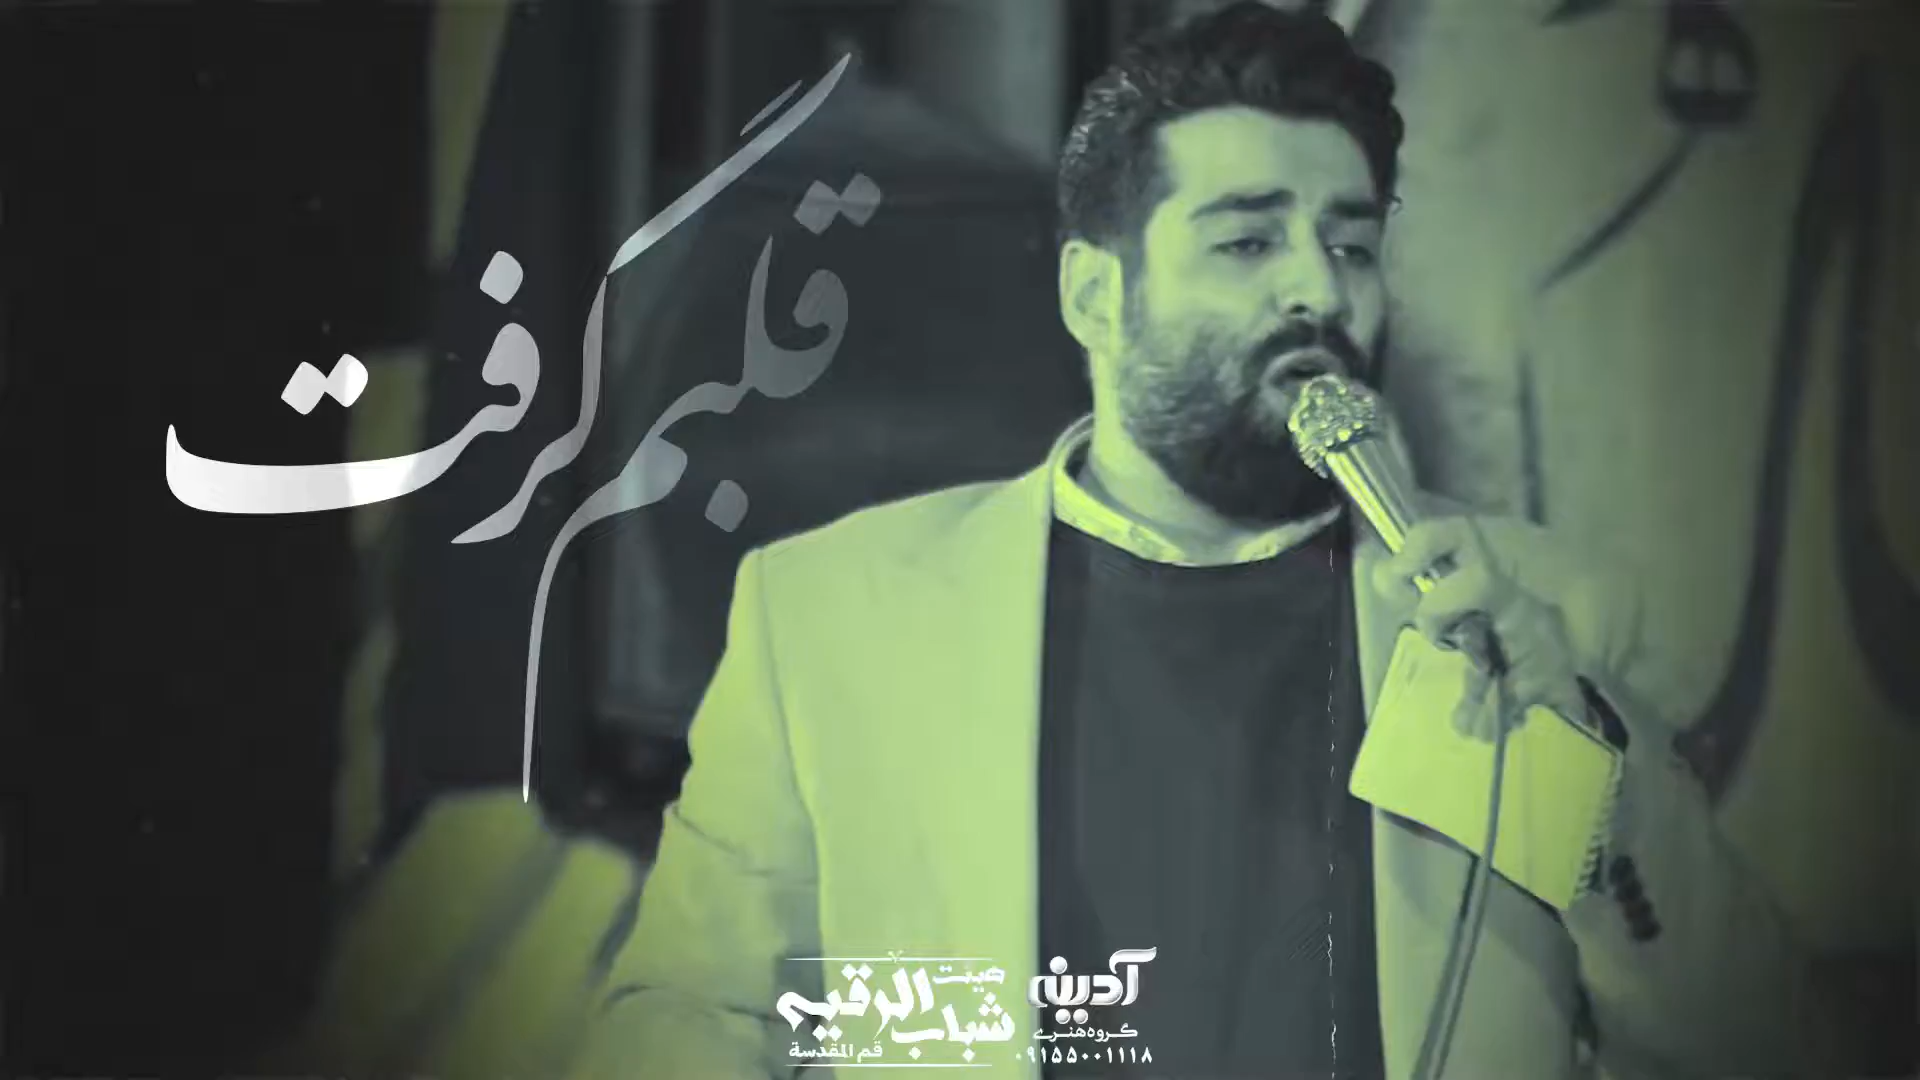 قلبم گرفت
هیئت
شباب الرقیه
قم المقدسة
آدینه
گروه هنری
۰۹۱۵۵۰۰۱۱۱۸